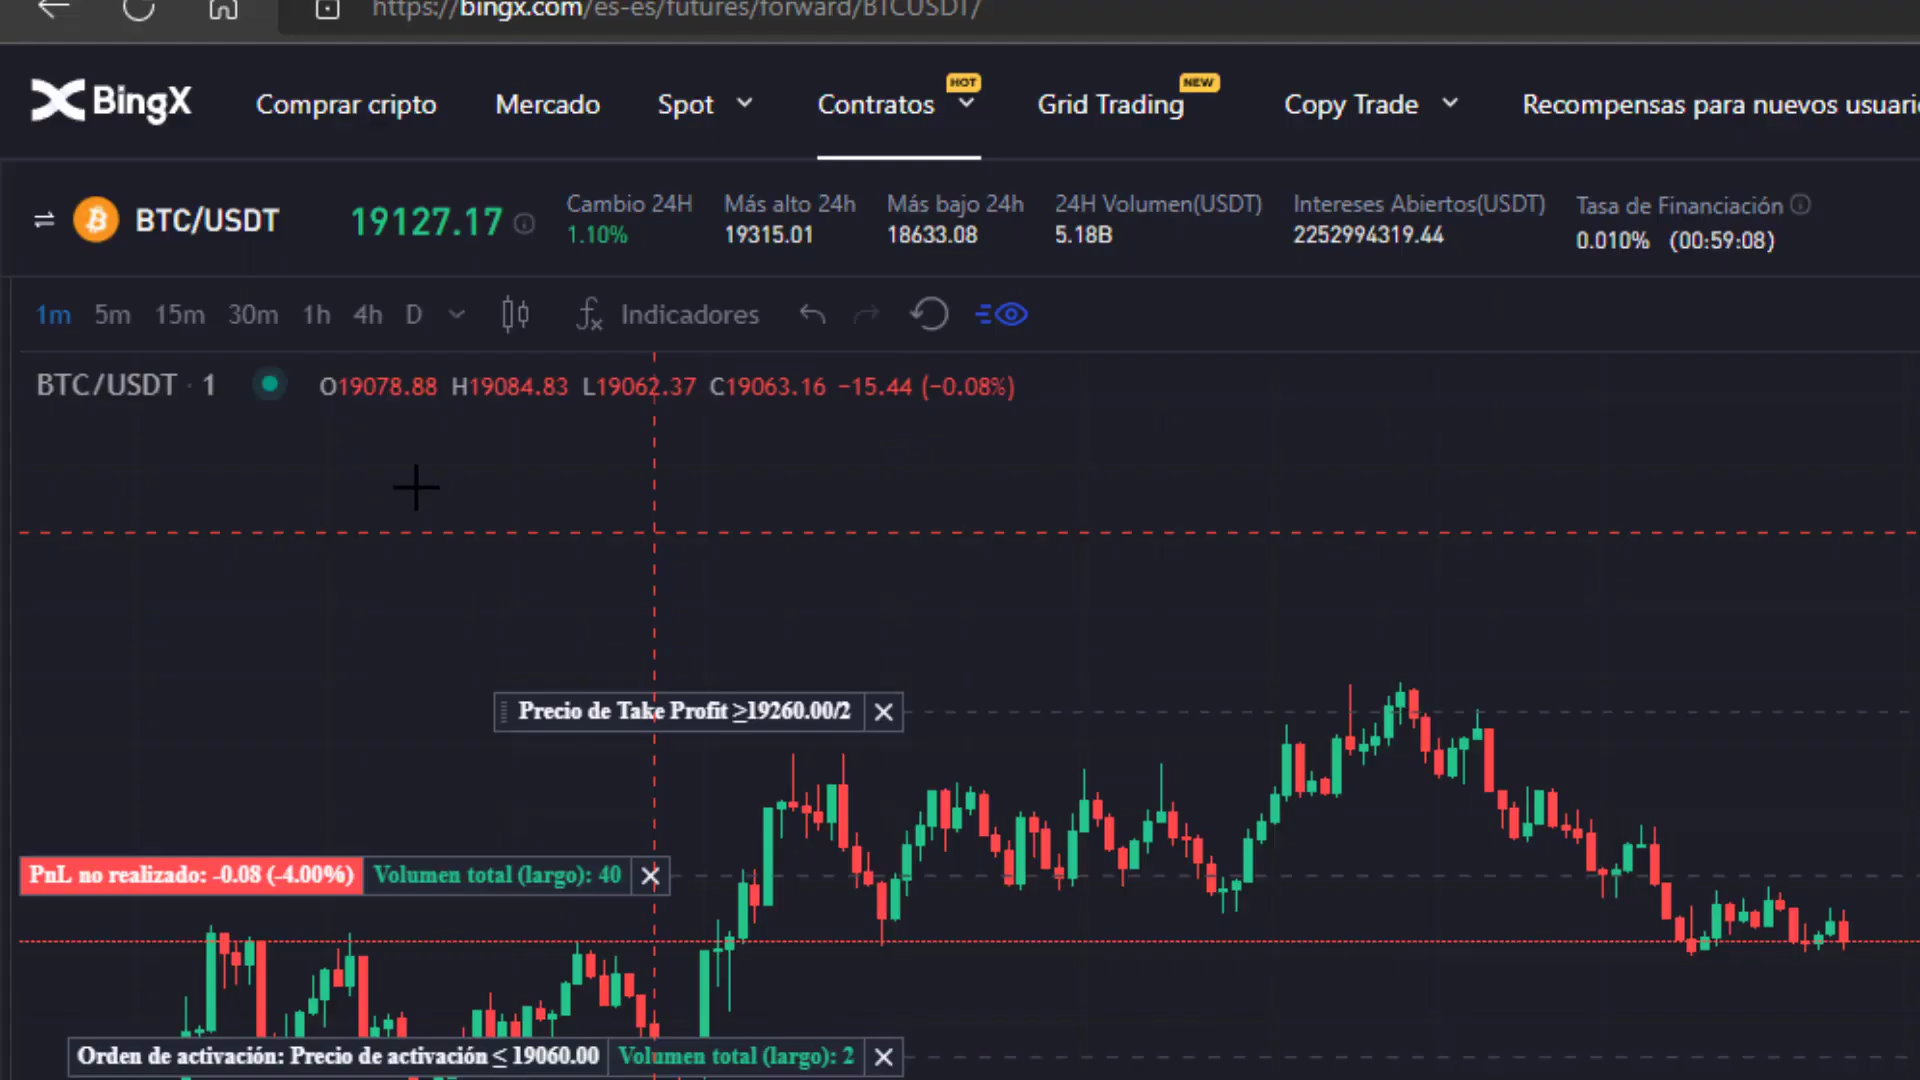 https://bingx.com/es-es/futures/forward/BTCUSDT/
BingX Comprar cripto Mercado Spot Contratos HOT Grid Trading NEW Copy Trade Recompensas para nuevos
BTC/USDT 19127.17
Cambio 24H 1.10%
Más alto 24h 19315.01
Más bajo 24h 18633.08
24H Volumen(USDT) 5.18B
Intereses Abiertos(USDT) 2252994319.44
Tasa de Financiación 0.010% (00:59:08)
1m 5m 15m 30m 1h 4h D Indicadores
BTC/USDT · 1 O19078.88 H19084.83 L19062.37 C19063.16 −15.44 (−0.08%)
Precio de Take Profit ≥19260.00/2
PnL no realizado: -0.08 (-4.00%) Volumen total (largo): 40
Orden de activación: Precio de activación ≤ 19060.00 Volumen total (largo): 2